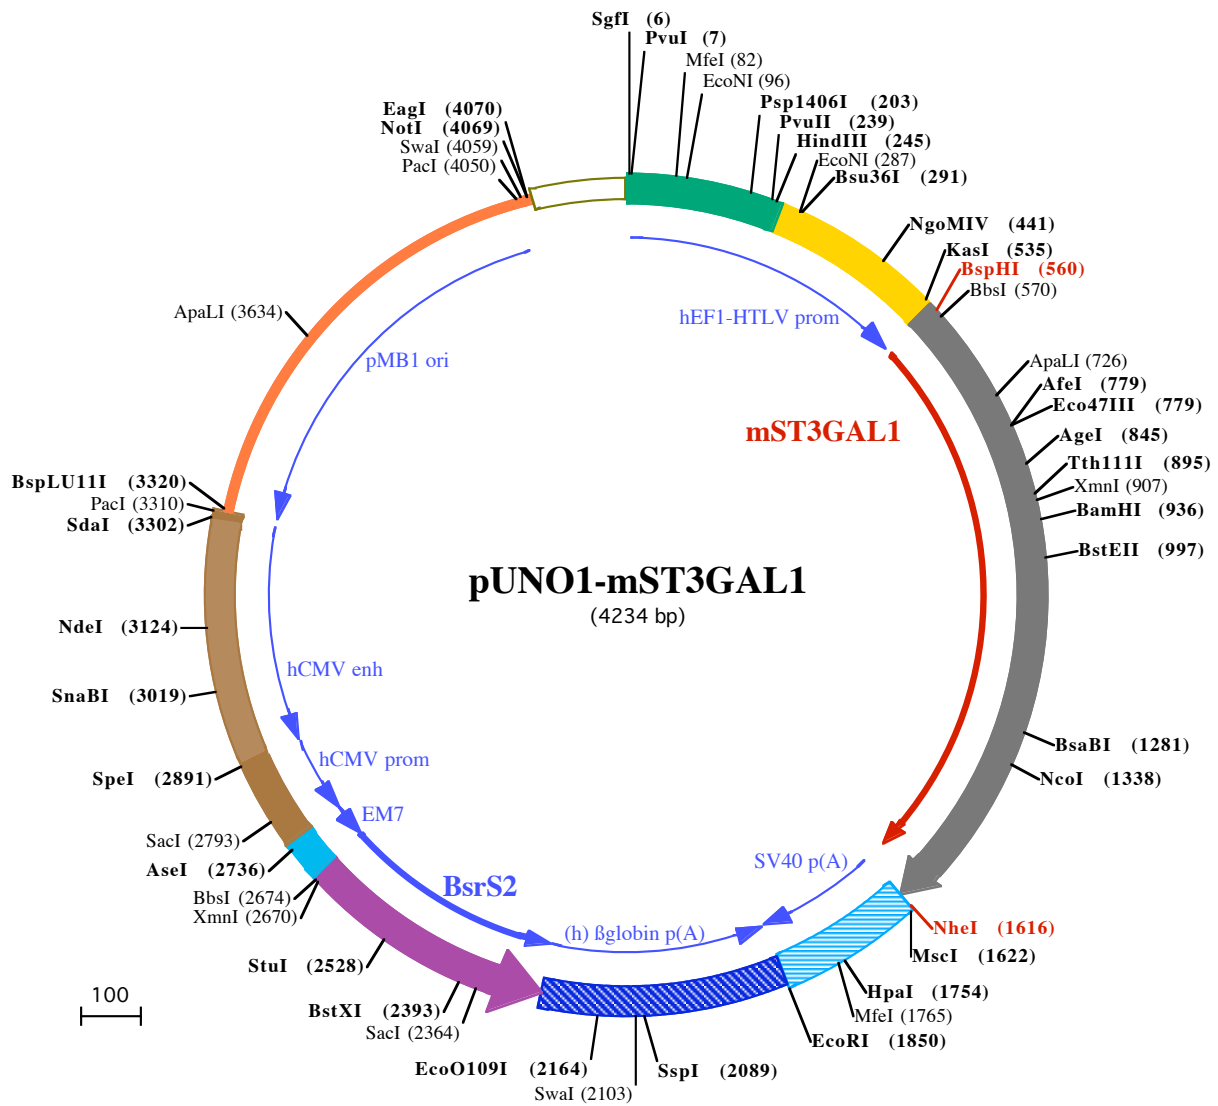 SgfI (6)
PvuI (7)
MfeI (82)
EcoNI (96)
Psp1406I (203)
PvuII (239)
HindIII (245)
EcoNI (287)
Bsu36I (291)
NgoMIV (441)
KasI (535)
BspHI (560)
BbsI (570)
ApaLI (726)
AfeI (779)
Eco47III (779)
AgeI (845)
Tth111I (895)
XmnI (907)
BamHI (936)
BstEII (997)
BsaBI (1281)
NcoI (1338)
NheI (1616)
MscI (1622)
HpaI (1754)
MfeI (1765)
EcoRI (1850)
SspI (2089)
SwaI (2103)
EcoO109I (2164)
SacI (2364)
BstXI (2393)
StuI (2528)
XmnI (2670)
BbsI (2674)
AseI (2736)
SacI (2793)
SpeI (2891)
SnaBI (3019)
NdeI (3124)
SdaI (3302)
PacI (3310)
BspLU11I (3320)
ApaLI (3634)
PacI (4050)
SwaI (4059)
NotI (4069)
EagI (4070)
hEF1-HTLV prom
mST3GAL1
SV40 p(A)
(h) ßglobin p(A)
BsrS2
EM7
hCMV prom
hCMV enh
pMB1 ori
pUNO1-mST3GAL1
(4234 bp)
100